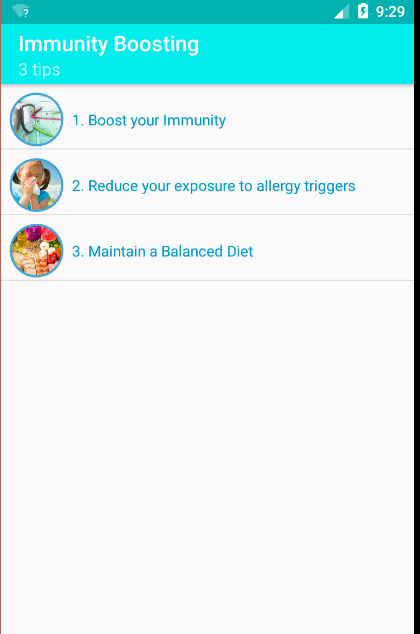 9:29
Immunity Boosting
3 tips
1. Boost your Immunity
2. Reduce your exposure to allergy triggers
3. Maintain a Balanced Diet